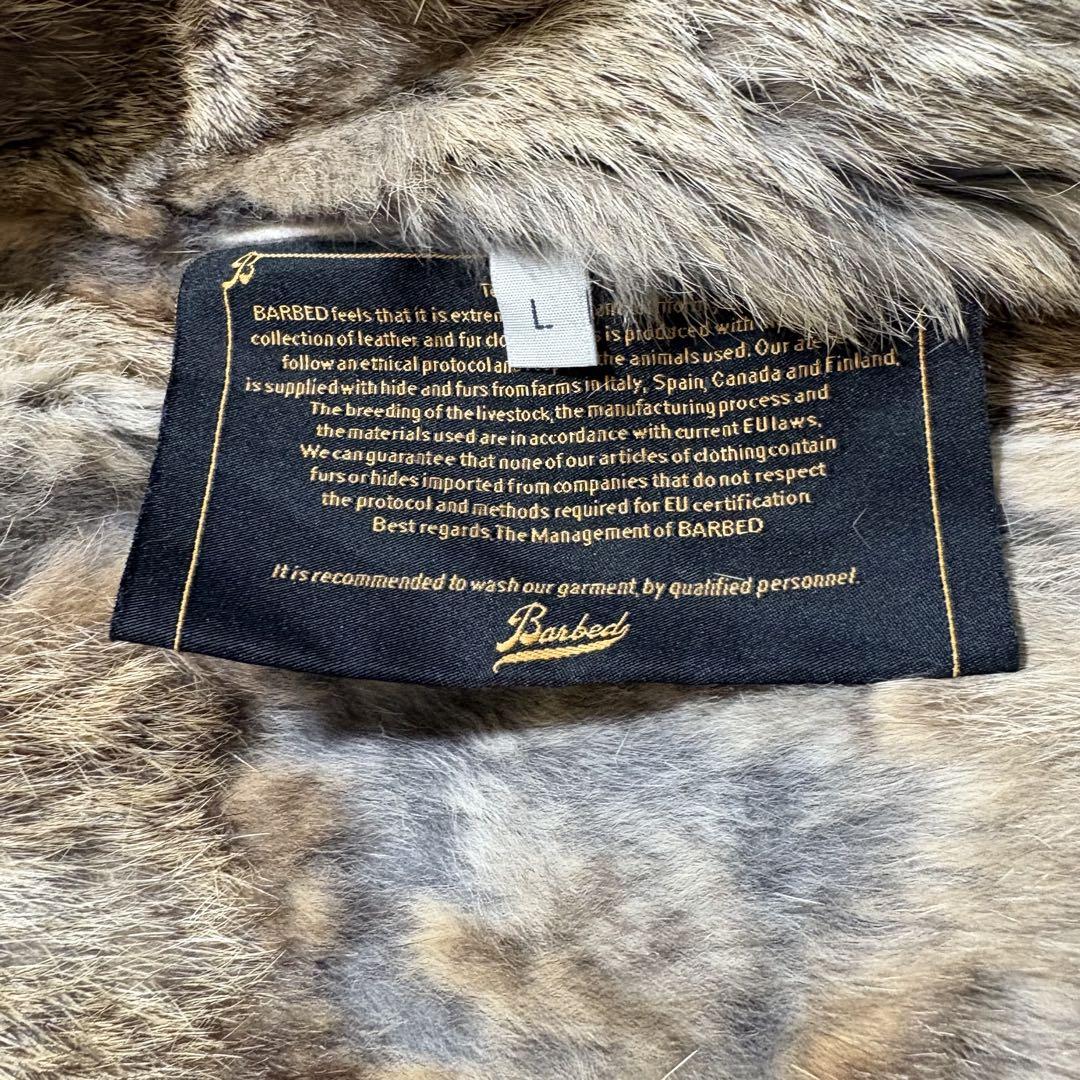 B
L
BARBED feels that it is is produced with
collection of leather and fur the animals used. Our
follow an ethical protocol and Finland,
is supplied with hide and furs from farms in Italy, Spain, Canada and
The breeding of the livestock, the manufacturing process and
the materials used are in accordance with current EU laws.
We can guarantee that none of our articles of clothing contain
furs or hides imported from companies that do not respect
the protocol and methods required for EU certification
Best regards, The Management of BARBED
It is recommended to wash our garment, by qualified personnel.
Barbed